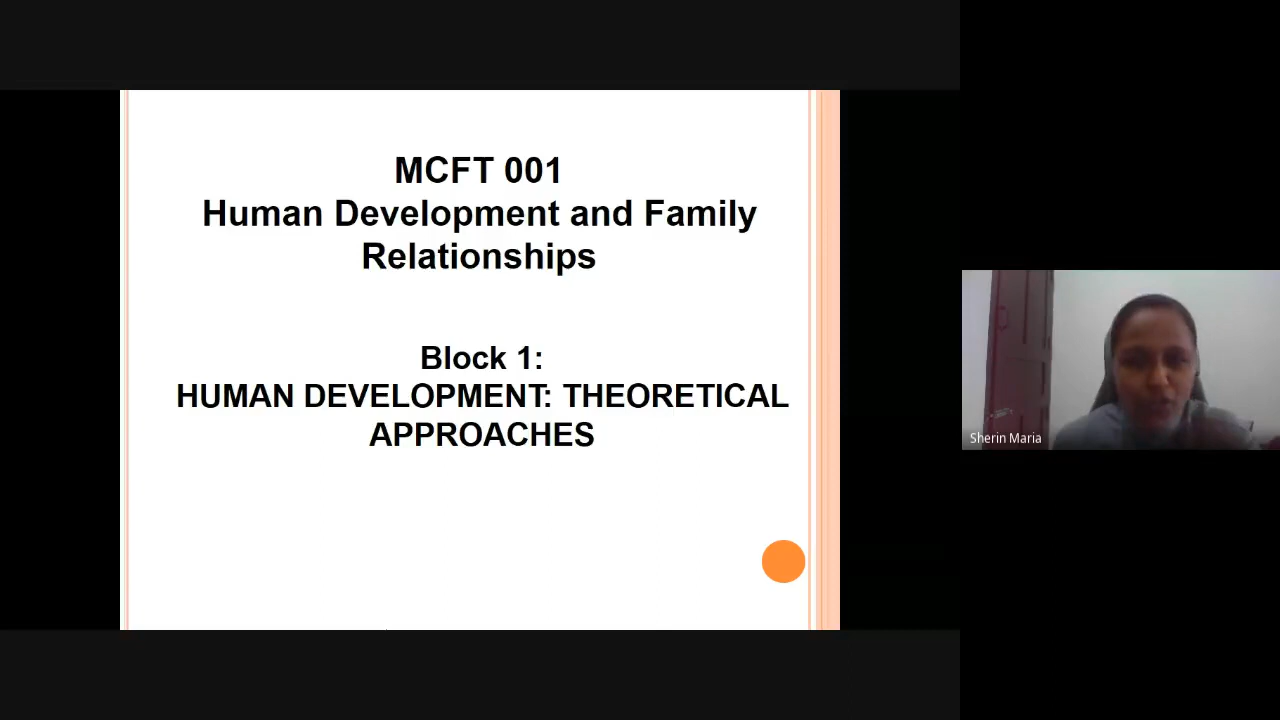 MCFT 001
Human Development and Family
Relationships
Block 1:
HUMAN DEVELOPMENT: THEORETICAL
APPROACHES
Sherin Maria